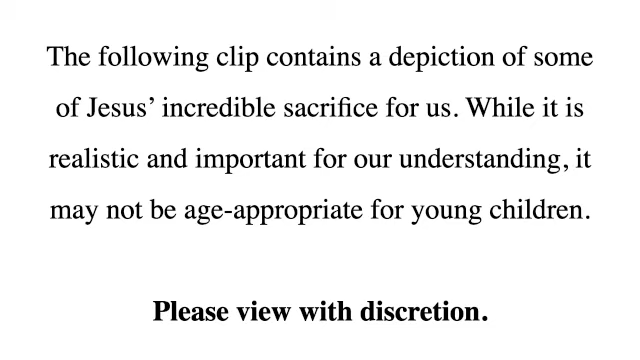 The following clip contains a depiction of some
of Jesus’ incredible sacrifice for us. While it is
realistic and important for our understanding, it
may not be age-appropriate for young children.
Please view with discretion.